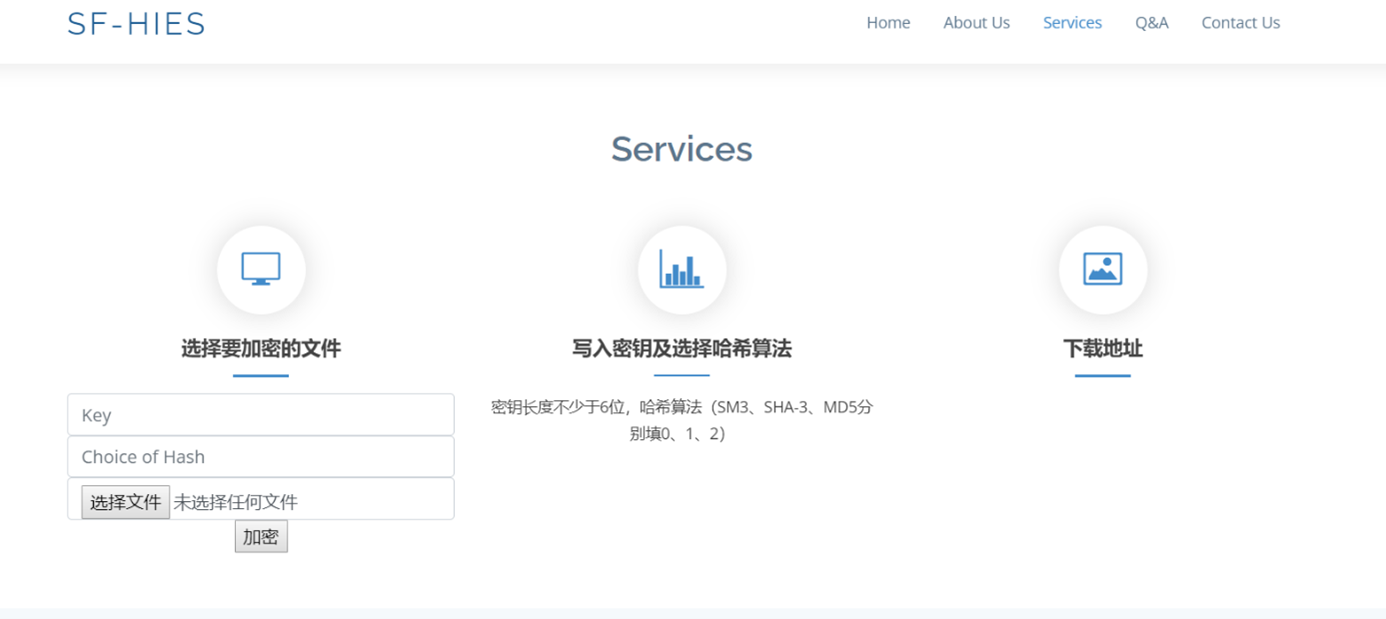 SF-HIES
Home
About Us
Services
Q&A
Contact Us
Services
选择要加密的文件
Key
Choice of Hash
选择文件 未选择任何文件
加密
写入密钥及选择哈希算法
密钥长度不少于6位，哈希算法（SM3、SHA-3、MD5分
别填0、1、2）
下载地址